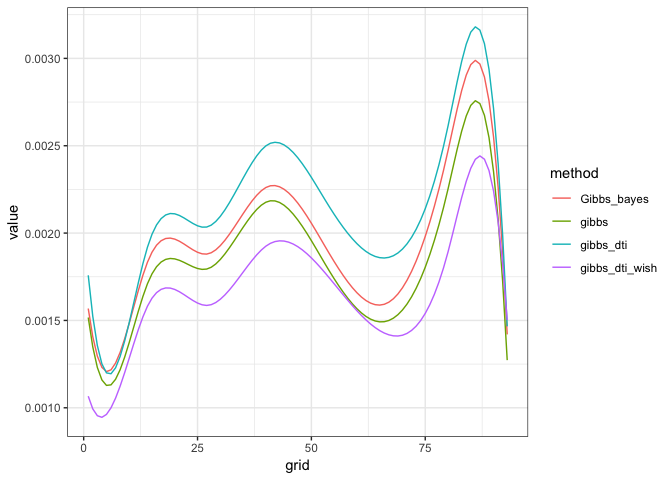 value
0.0030
0.0025
0.0020
0.0015
0.0010
0
25
50
75
grid
method
Gibbs_bayes
gibbs
gibbs_dti
gibbs_dti_wish